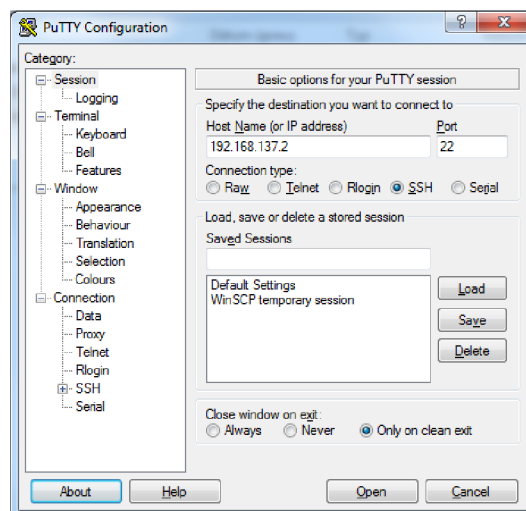 PuTTY Configuration
?
Category:
Session
Logging
Terminal
Keyboard
Bell
Features
Window
Appearance
Behaviour
Translation
Selection
Colours
Connection
Data
Proxy
Telnet
Rlogin
SSH
Serial
Basic options for your PuTTY session
Specify the destination you want to connect to
Host Name (or IP address) Port
192.168.137.2 22
Connection type:
Raw Telnet Rlogin SSH Serial
Load, save or delete a stored session
Saved Sessions
Default Settings
WinSCP temporary session
Load
Save
Delete
Close window on exit:
Always Never Only on clean exit
About Help Open Cancel